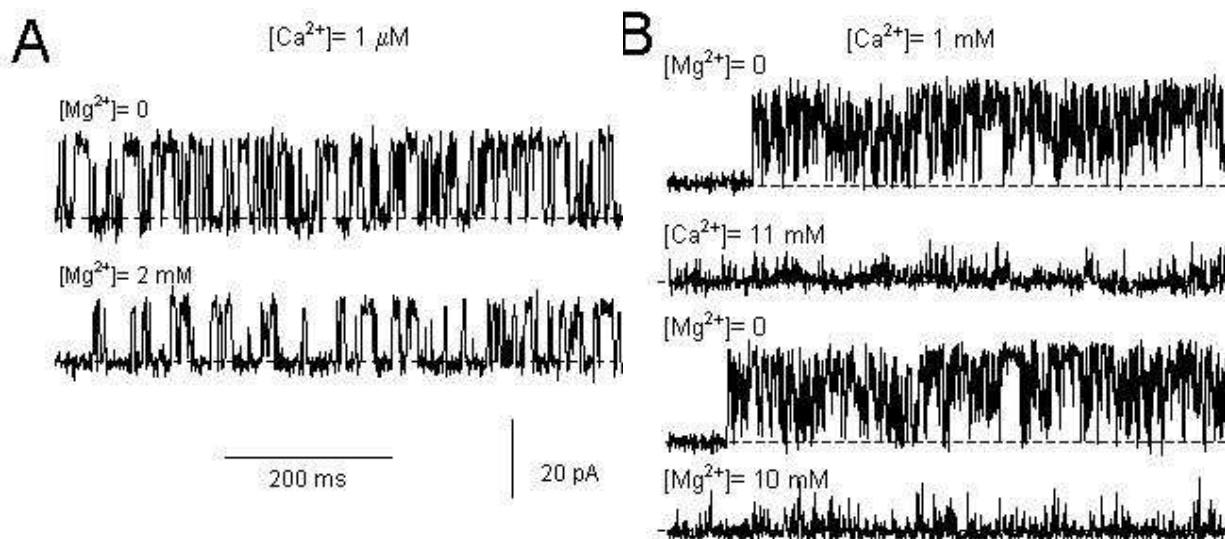 A
[Ca²⁺]= 1 μM
[Mg²⁺]= 0
[Mg²⁺]= 2 mM
200 ms
20 pA
B
[Ca²⁺]= 1 mM
[Mg²⁺]= 0
[Ca²⁺]= 11 mM
[Mg²⁺]= 0
[Mg²⁺]= 10 mM